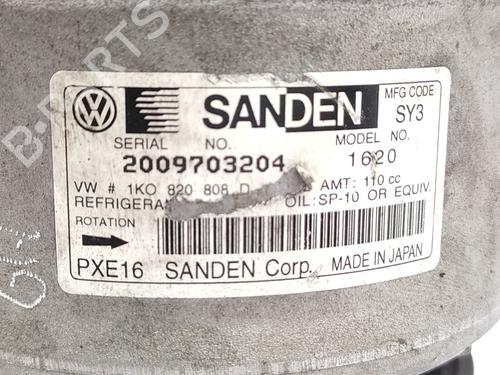 B-PARTS
SANDEN
MFG CODE
SY3
SERIAL NO.
2009703204
MODEL NO.
1620
VW # 1K0 820 808 D
AMT: 110 cc
OIL:SP-10 OR EQUIV.
ROTATION
PXE16 SANDEN Corp. MADE IN JAPAN